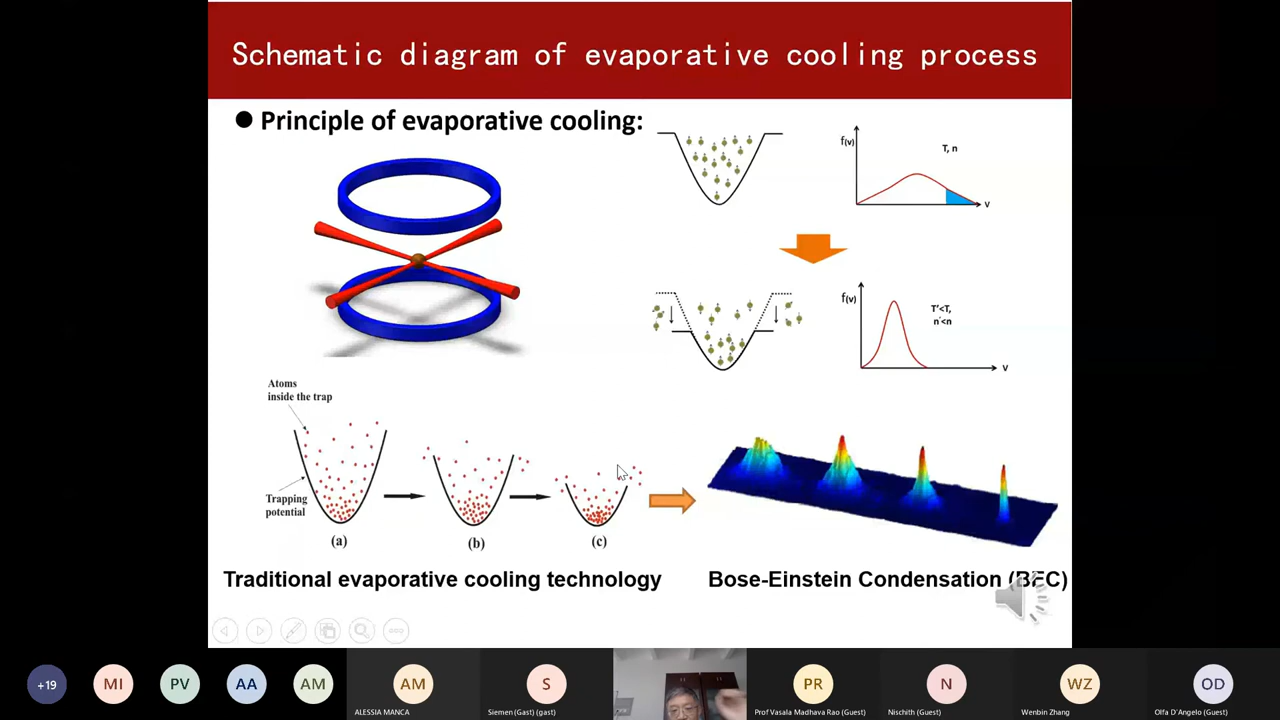 Schematic diagram of evaporative cooling process
● Principle of evaporative cooling:
f(v)
T, n
v
f(v)
T'<T,
n'<n
v
Atoms
inside the trap
Trapping
potential
(a)
(b)
(c)
Traditional evaporative cooling technology
Bose-Einstein Condensation (BEC)
+19
MI
PV
AA
AM
AM
ALESSIA MANCA
S
Siemen (Gast) (gast)
PR
Prof Vasala Madhava Rao (Guest)
N
Nischith (Guest)
WZ
Wenbin Zhang
OD
Olfa D`Angelo (Guest)